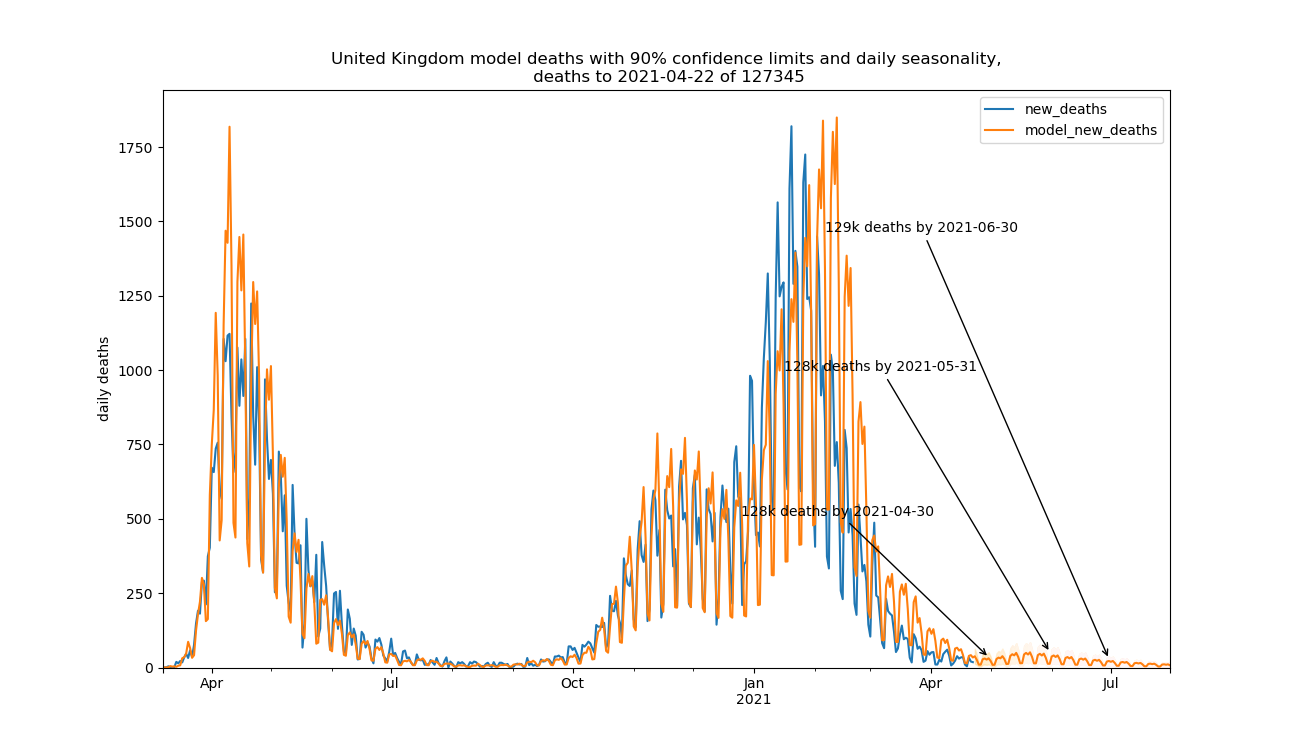 United Kingdom model deaths with 90% confidence limits and daily seasonality,
deaths to 2021-04-22 of 127345
new_deaths
model_new_deaths
daily deaths
1750
1500
1250
1000
750
500
250
0
129k deaths by 2021-06-30
128k deaths by 2021-05-31
128k deaths by 2021-04-30
Apr
Jul
Oct
Jan
2021
Apr
Jul